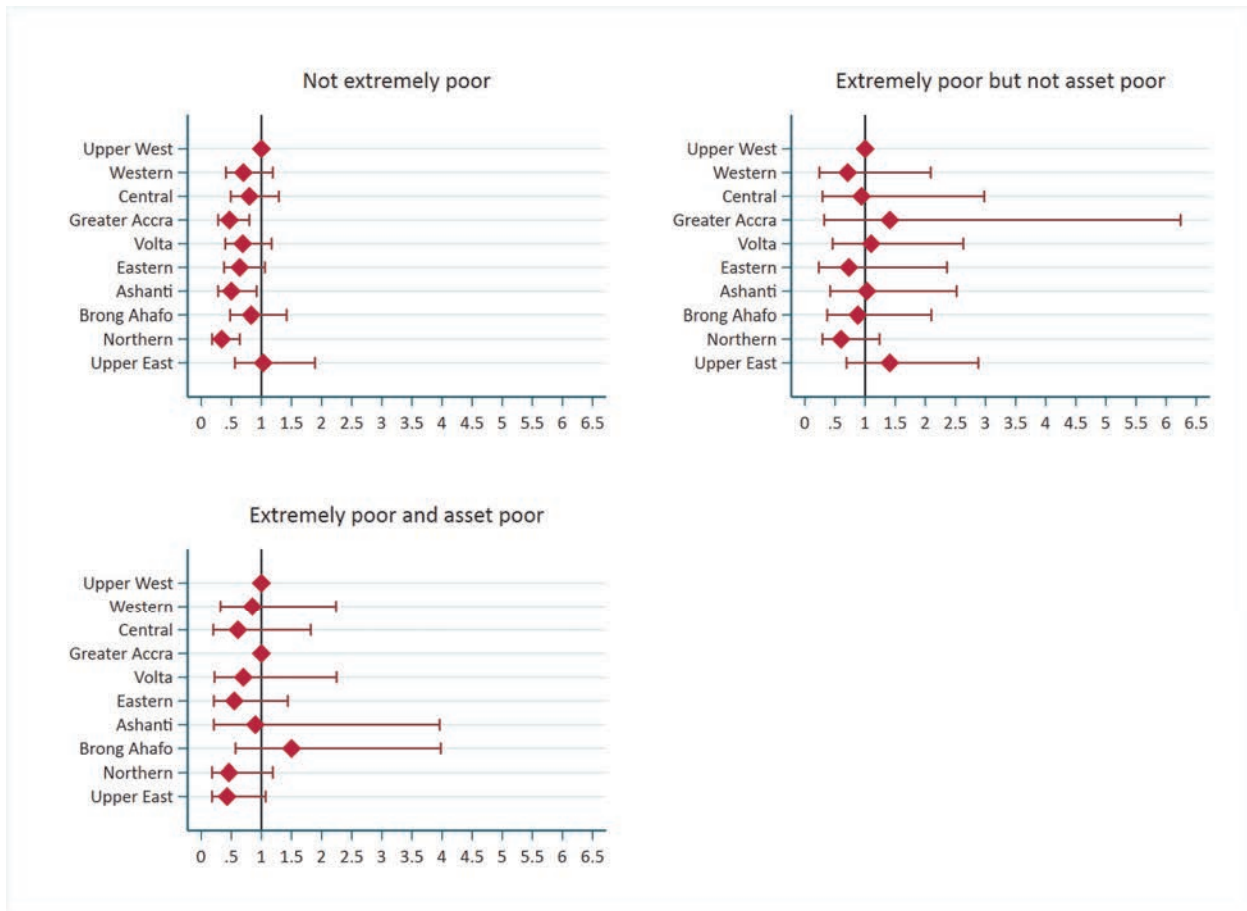 Not extremely poor
Upper West
Western
Central
Greater Accra
Volta
Eastern
Ashanti
Brong Ahafo
Northern
Upper East
0 .5 1 1.5 2 2.5 3 3.5 4 4.5 5 5.5 6 6.5
Extremely poor but not asset poor
Upper West
Western
Central
Greater Accra
Volta
Eastern
Ashanti
Brong Ahafo
Northern
Upper East
0 .5 1 1.5 2 2.5 3 3.5 4 4.5 5 5.5 6 6.5
Extremely poor and asset poor
Upper West
Western
Central
Greater Accra
Volta
Eastern
Ashanti
Brong Ahafo
Northern
Upper East
0 .5 1 1.5 2 2.5 3 3.5 4 4.5 5 5.5 6 6.5